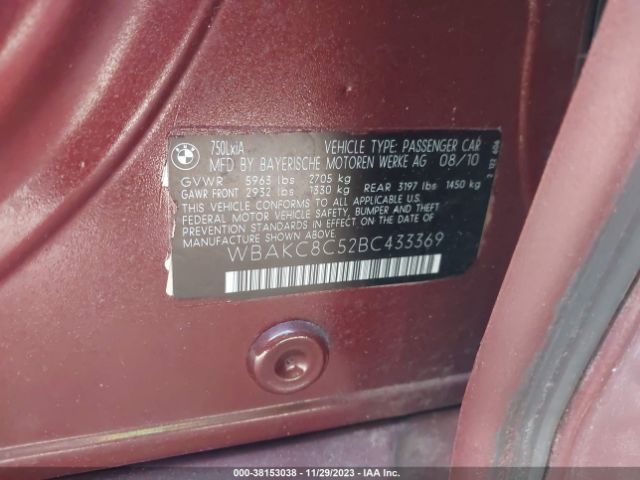 BMW
750LxiA VEHICLE TYPE: PASSENGER CAR
MFD BY BAYERISCHE MOTOREN WERKE AG 08/10
GVWR 5963 lbs 2705 kg
GAWR FRONT 2932 lbs 1330 kg REAR 3197 lbs 1450 kg
THIS VEHICLE CONFORMS TO ALL APPLICABLE U.S.
FEDERAL MOTOR VEHICLE SAFETY, BUMPER AND THEFT
PREVENTION STANDARDS IN EFFECT ON THE DATE OF
MANUFACTURE SHOWN ABOVE
WBAKC8C52BC433369
000-38153038 - 11/29/2023 - IAA Inc.